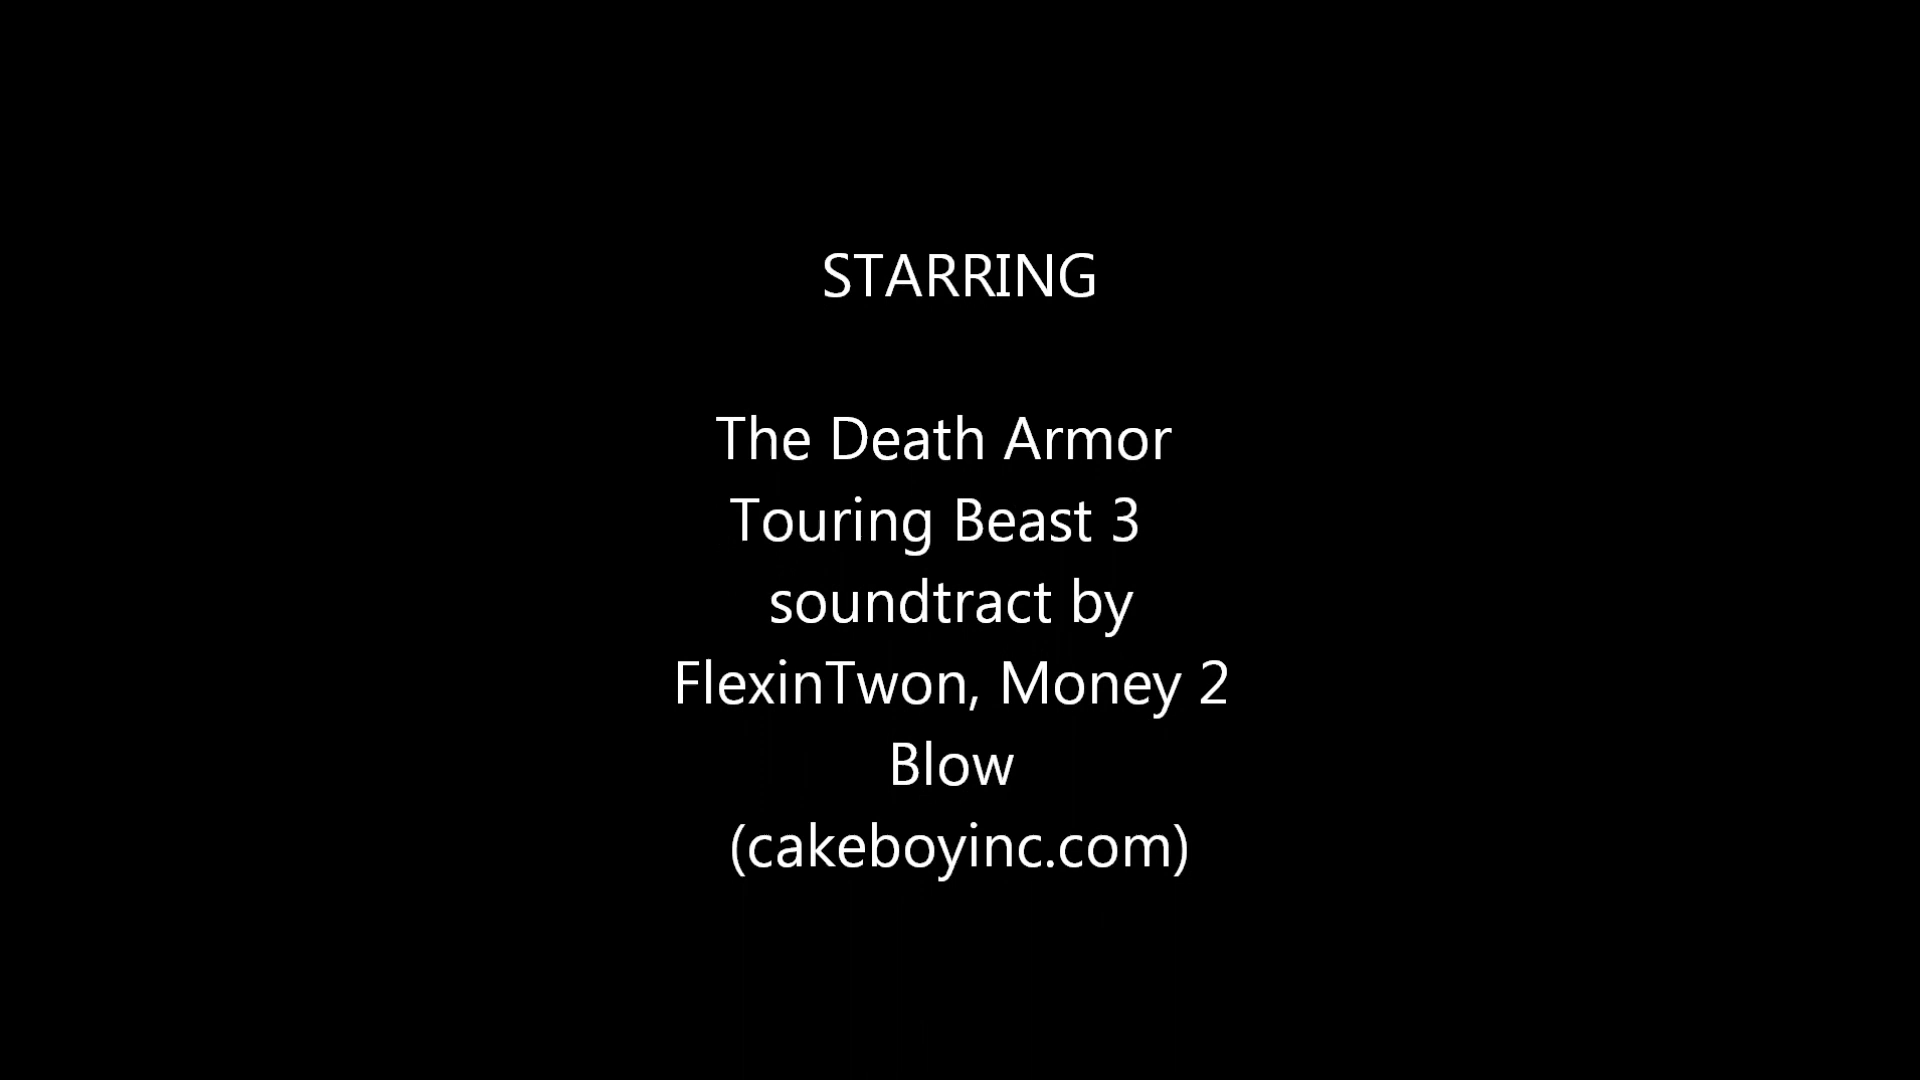 STARRING
The Death Armor
Touring Beast 3
soundtract by
FlexinTwon, Money 2
Blow
(cakeboyinc.com)